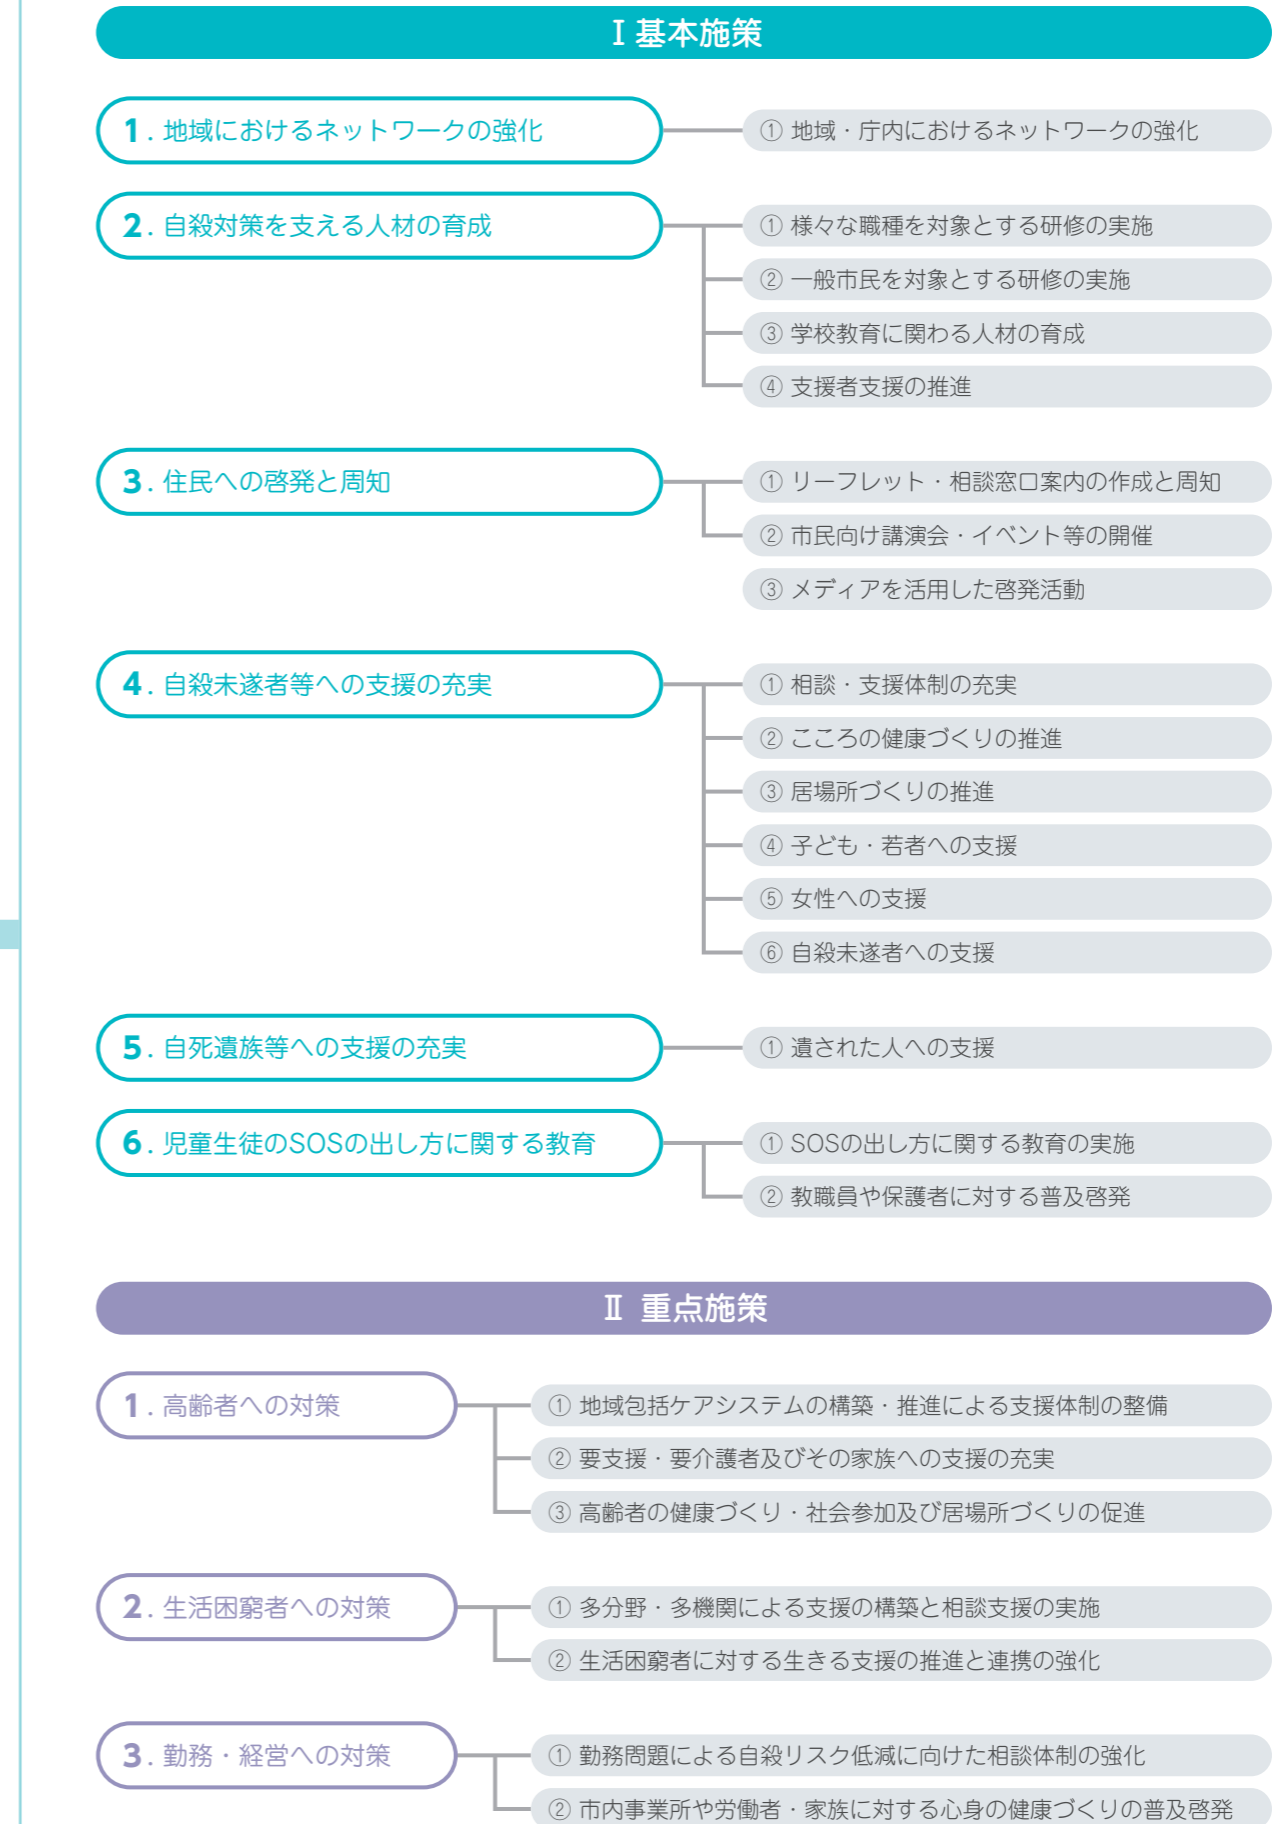 Ⅰ 基本施策
1. 地域におけるネットワークの強化
① 地域・庁内におけるネットワークの強化
2. 自殺対策を支える人材の育成
① 様々な職種を対象とする研修の実施
② 一般市民を対象とする研修の実施
③ 学校教育に関わる人材の育成
④ 支援者支援の推進
3. 住民への啓発と周知
① リーフレット・相談窓口案内の作成と周知
② 市民向け講演会・イベント等の開催
③ メディアを活用した啓発活動
4. 自殺未遂者等への支援の充実
① 相談・支援体制の充実
② こころの健康づくりの推進
③ 居場所づくりの推進
④ 子ども・若者への支援
⑤ 女性への支援
⑥ 自殺未遂者への支援
5. 自死遺族等への支援の充実
① 遺された人への支援
6. 児童生徒のSOSの出し方に関する教育
① SOSの出し方に関する教育の実施
② 教職員や保護者に対する普及啓発
Ⅱ 重点施策
1. 高齢者への対策
① 地域包括ケアシステムの構築・推進による支援体制の整備
② 要支援・要介護者及びその家族への支援の充実
③ 高齢者の健康づくり・社会参加及び居場所づくりの促進
2. 生活困窮者への対策
① 多分野・多機関による支援の構築と相談支援の実施
② 生活困窮者に対する生きる支援の推進と連携の強化
3. 勤務・経営への対策
① 勤務問題による自殺リスク低減に向けた相談体制の強化
② 市内事業所や労働者・家族に対する心身の健康づくりの普及啓発